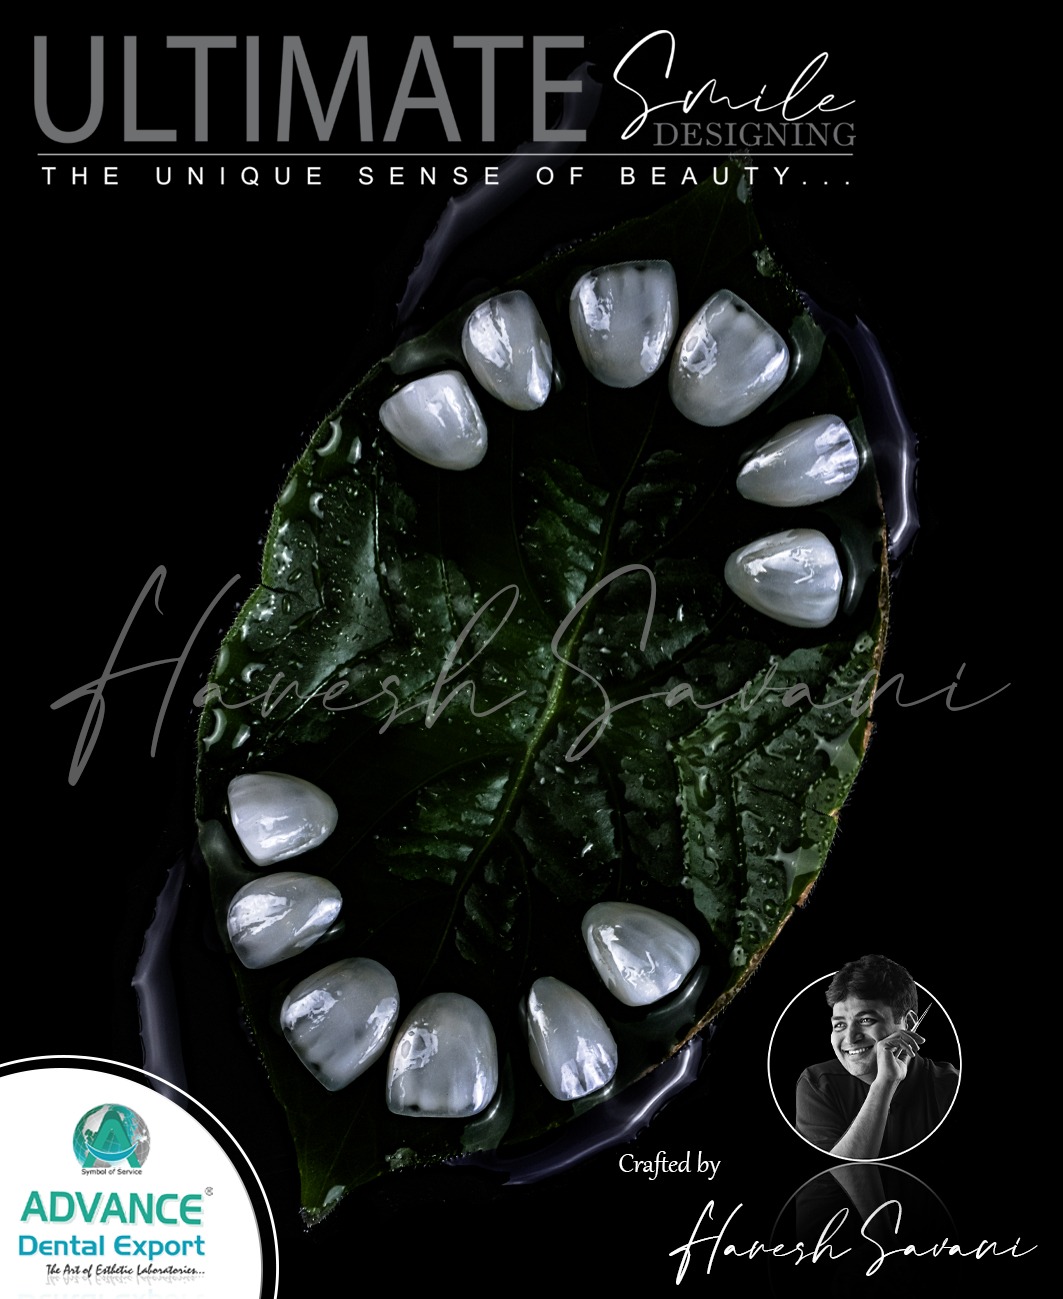 ULTIMATE Smile
DESIGNING
THE UNIQUE SENSE OF BEAUTY...
Haresh Savani
Crafted by
Haresh Savani
Symbol of Service
ADVANCE®
Dental Export
The Art of Esthetic Laboratories...